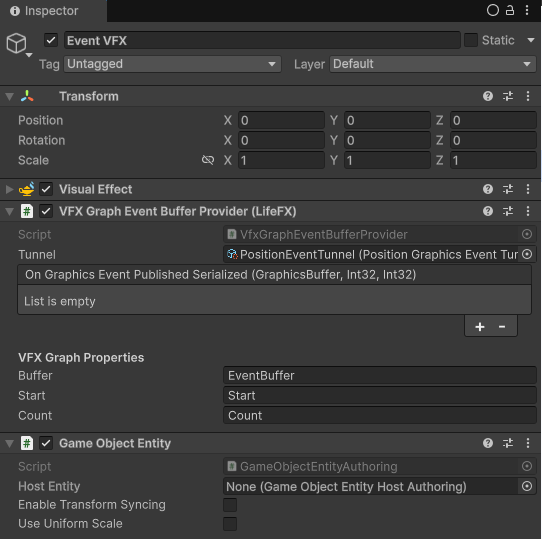 Inspector
Event VFX
Static
Tag Untagged Layer Default
Transform
Position X 0 Y 0 Z 0
Rotation X 0 Y 0 Z 0
Scale X 1 Y 1 Z 1
Visual Effect
# VFX Graph Event Buffer Provider (LifeFX)
Script # VfxGraphEventBufferProvider
Tunnel PositionEventTunnel (Position Graphics Event Tur
On Graphics Event Published Serialized (GraphicsBuffer, Int32, Int32)
List is empty
+ -
VFX Graph Properties
Buffer EventBuffer
Start Start
Count Count
# Game Object Entity
Script # GameObjectEntityAuthoring
Host Entity None (Game Object Entity Host Authoring)
Enable Transform Syncing
Use Uniform Scale